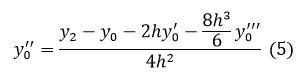 y₀′′ = (y₂ − y₀ − 2hy₀′ − (8h³/6) y₀′′′) / 4h² (5)